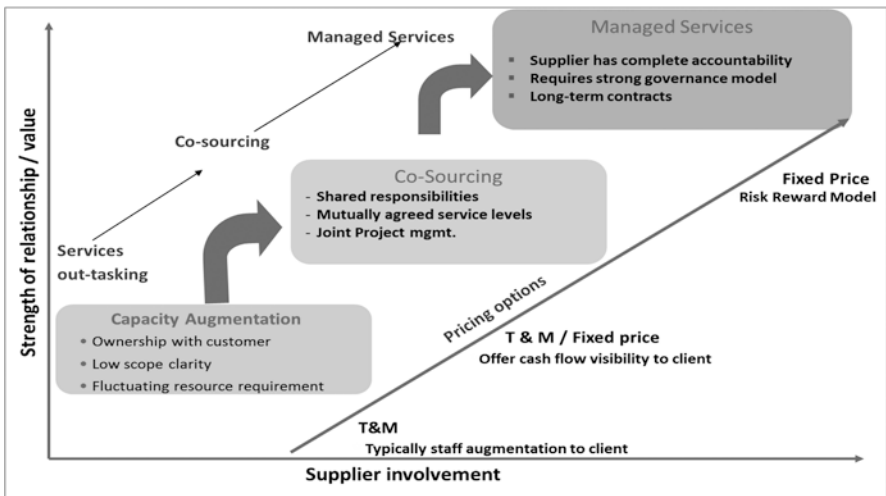 Managed Services
Managed Services
▪ Supplier has complete accountability
▪ Requires strong governance model
▪ Long-term contracts
Co-sourcing
Co-Sourcing
- Shared responsibilities
- Mutually agreed service levels
- Joint Project mgmt.
Fixed Price
Risk Reward Model
Services
out-tasking
Capacity Augmentation
• Ownership with customer
• Low scope clarity
• Fluctuating resource requirement
Pricing options
T & M / Fixed price
Offer cash flow visibility to client
T&M
Typically staff augmentation to client
Strength of relationship / value
Supplier involvement